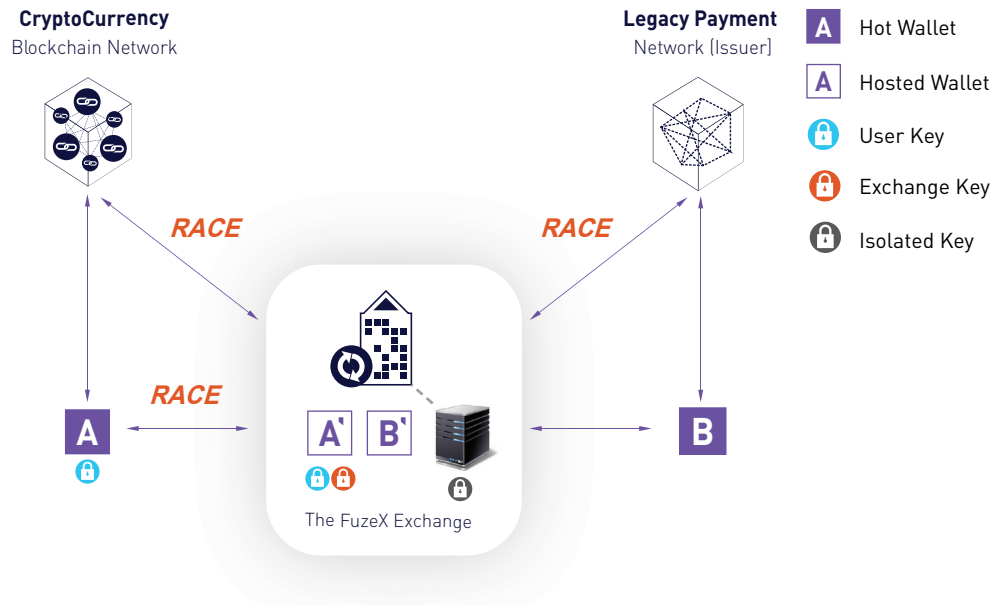 CryptoCurrency
Blockchain Network
Legacy Payment
Network (Issuer]
A Hot Wallet
A Hosted Wallet
User Key
Exchange Key
Isolated Key
RACE
RACE
RACE
A
A' B'
B
The FuzeX Exchange